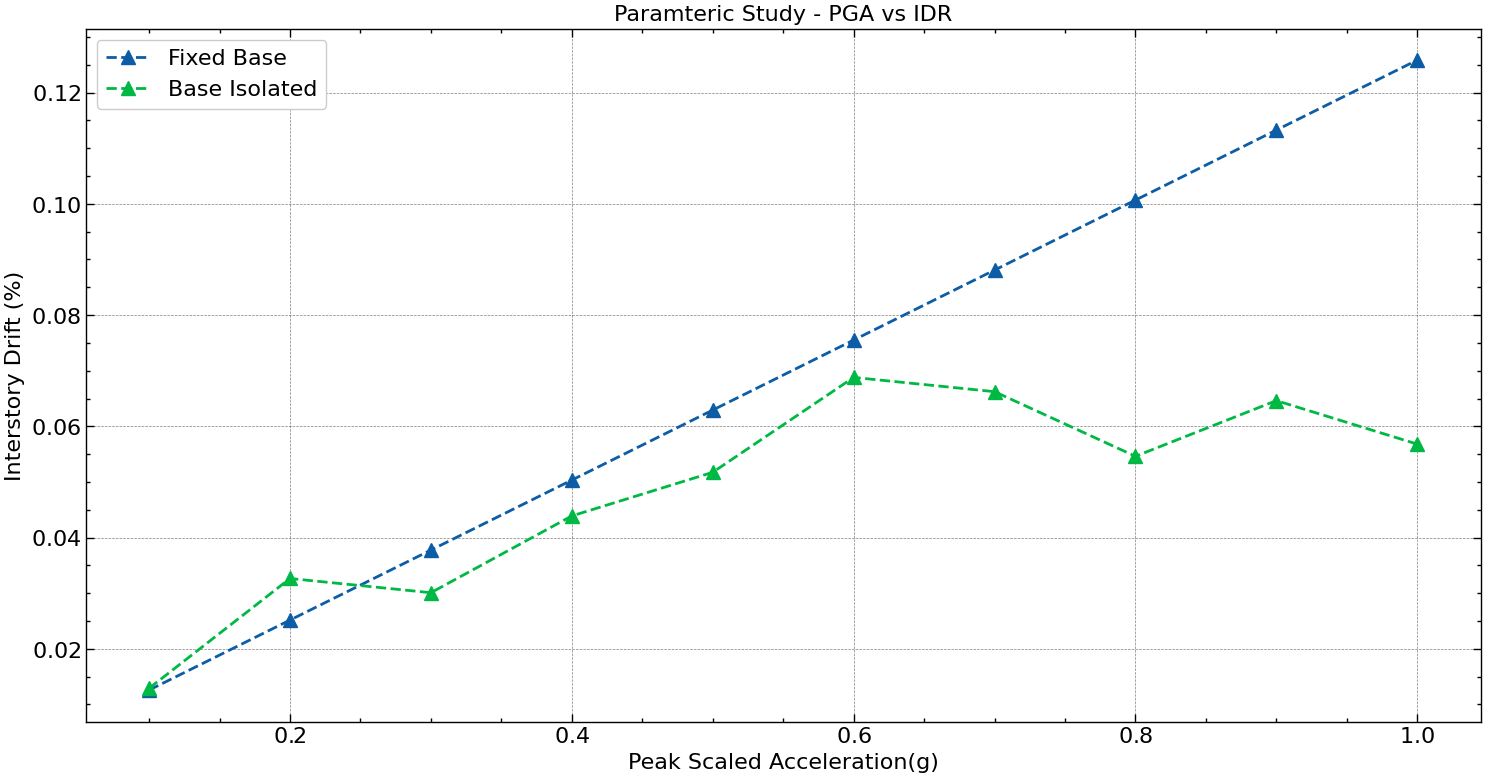 Paramteric Study - PGA vs IDR
Fixed Base
Base Isolated
Interstory Drift (%)
0.12
0.10
0.08
0.06
0.04
0.02
0.2
0.4
0.6
0.8
1.0
Peak Scaled Acceleration(g)